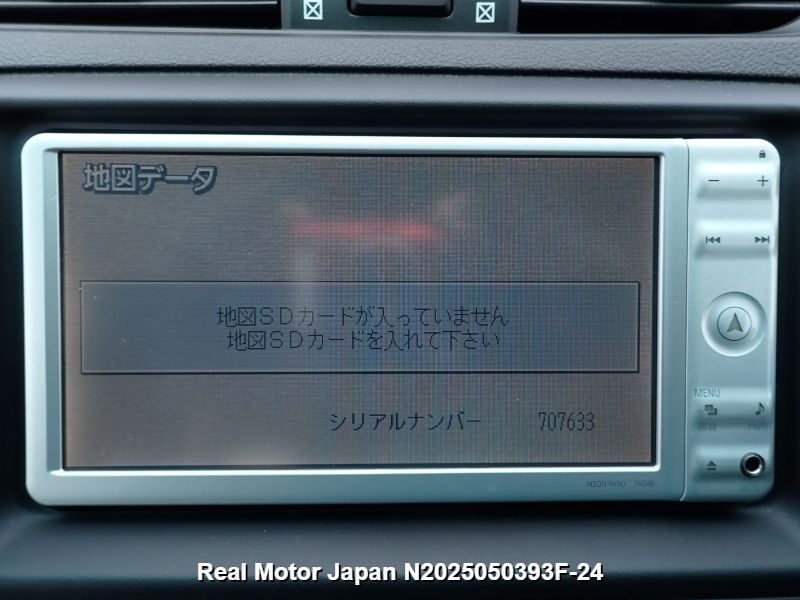 地図データ
地図SDカードが入っていません
地図SDカードを入れて下さい
シリアルナンバー 707633
− +
MENU
NSDN-W60 76046
Real Motor Japan N2025050393F-24